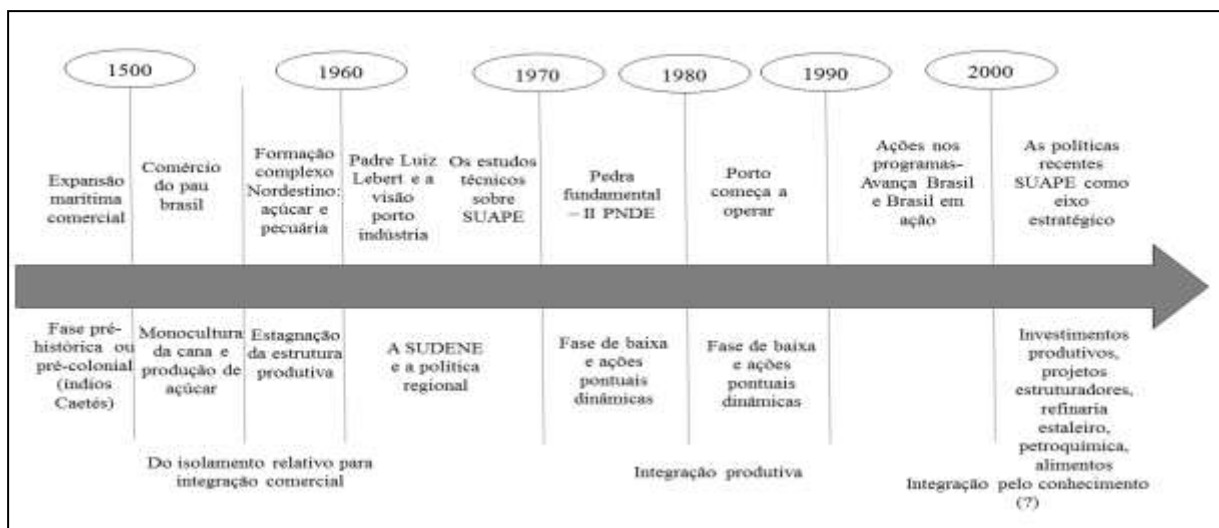 1500
1960
1970
1980
1990
2000
Expansão
marítima
comercial
Comércio
do pau
brasil
Formação
complexo
Nordestino:
açúcar e
pecuária
Padre Luiz
Lebert e a
visão
porto
indústria
Os estudos
técnicos
sobre
SUAPE
Pedra
fundamental
– II PNDE
Porto
começa a
operar
Ações nos
programas-
Avança Brasil
e Brasil em
ação
As políticas
recentes
SUAPE como
eixo
estratégico
Fase pré-
histórica ou
pré-colonial
(índios
Caetés)
Monocultura
da cana e
produção de
açúcar
Estagnação
da estrutura
produtiva
A SUDENE
e a política
regional
Fase de baixa
e ações
pontuais
dinâmicas
Fase de baixa
e ações
pontuais
dinâmicas
Investimentos
produtivos,
projetos
estruturadores,
refinaria
estaleiro,
petroquímica,
alimentos
Do isolamento relativo para
integração comercial
Integração produtiva
Integração pelo conhecimento
(?)